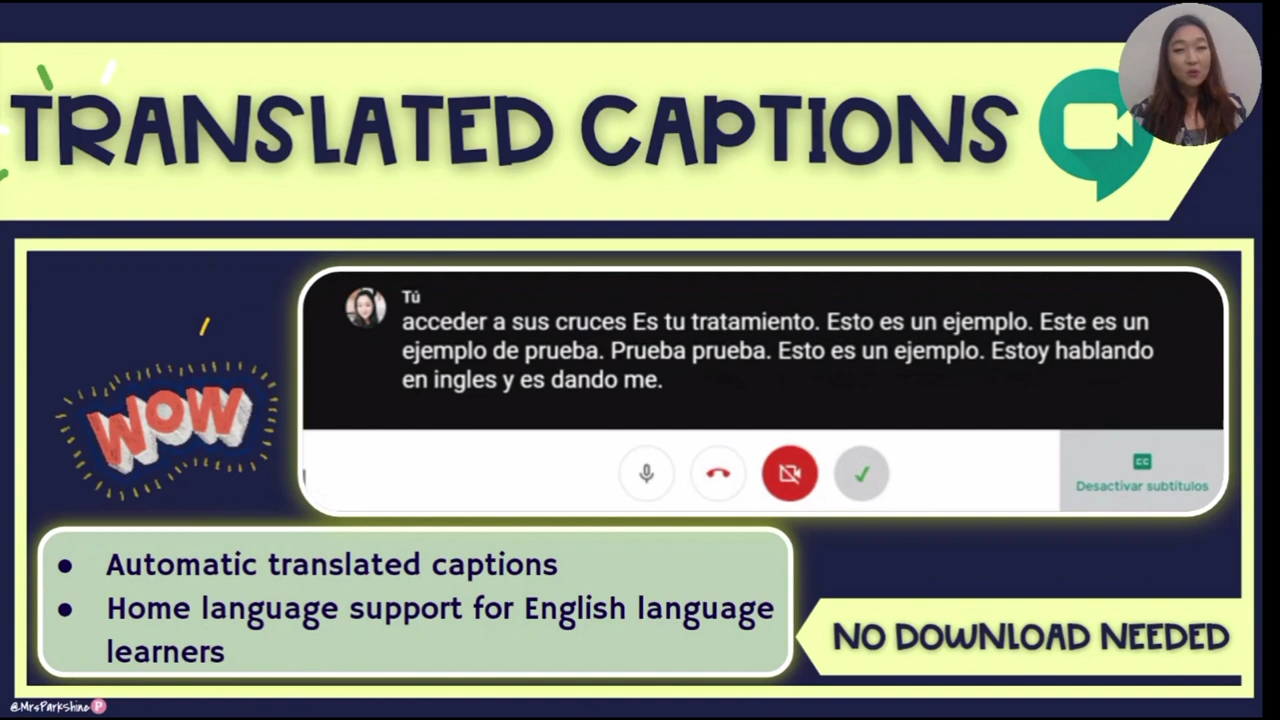 TRANSLATED CAPTIONS
Tú
acceder a sus cruces Es tu tratamiento. Esto es un ejemplo. Este es un
ejemplo de prueba. Prueba prueba. Esto es un ejemplo. Estoy hablando
en ingles y es dando me.
WOW
CC
Desactivar subtítulos
● Automatic translated captions
● Home language support for English language
learners
NO DOWNLOAD NEEDED
@MrsParkshine P